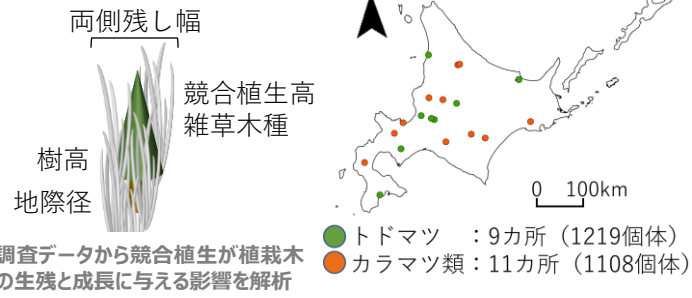 両側残し幅
競合植生高
雑草木種
樹高
地際径
調査データから競合植生が植栽木
の生残と成長に与える影響を解析
0 100km
トドマツ ：9カ所（1219個体）
カラマツ類：11カ所（1108個体）